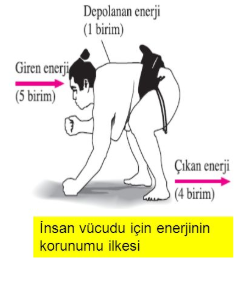 Depolanan enerji
(1 birim)
Giren enerji
(5 birim)
Çıkan enerji
(4 birim)
İnsan vücudu için enerjinin
korunumu ilkesi